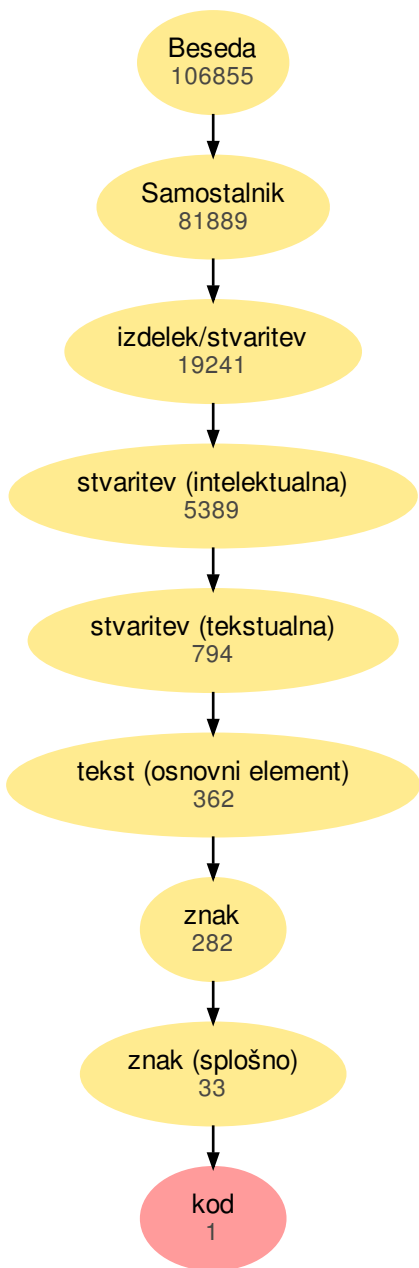 Beseda
106855
Samostalnik
81889
izdelek/stvaritev
19241
stvaritev (intelektualna)
5389
stvaritev (tekstualna)
794
tekst (osnovni element)
362
znak
282
znak (splošno)
33
kod
1